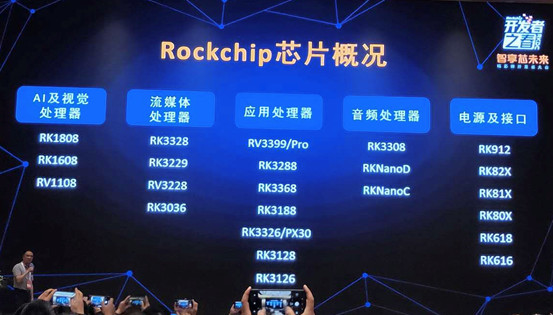 Rockchip芯片概况
开发者之
智享芯未来
AI及视觉
处理器
RK1808
RK1608
RV1108
流媒体
处理器
RK3328
RK3229
RV3228
RK3036
应用处理器
RV3399/Pro
RK3288
RK3368
RK3188
RK3326/PX30
RK3128
RK3126
音频处理器
RK3308
RKNanoD
RKNanoC
电源及接口
RK912
RK82X
RK81X
RK80X
RK618
RK616